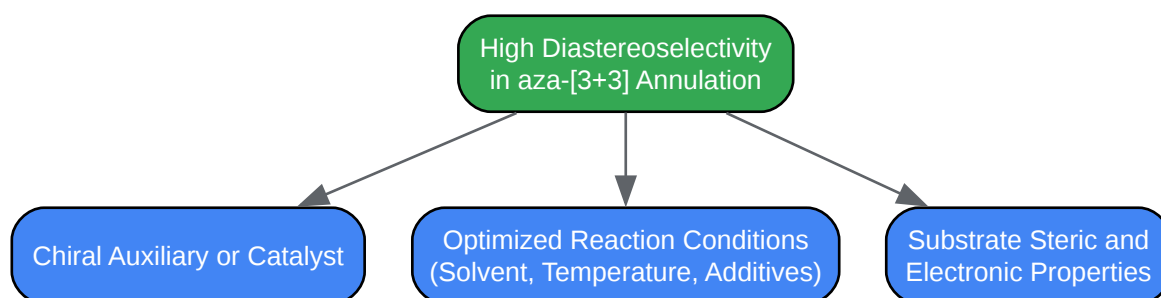 High Diastereoselectivity
in aza-[3+3] Annulation
Chiral Auxiliary or Catalyst
Optimized Reaction Conditions
(Solvent, Temperature, Additives)
Substrate Steric and
Electronic Properties